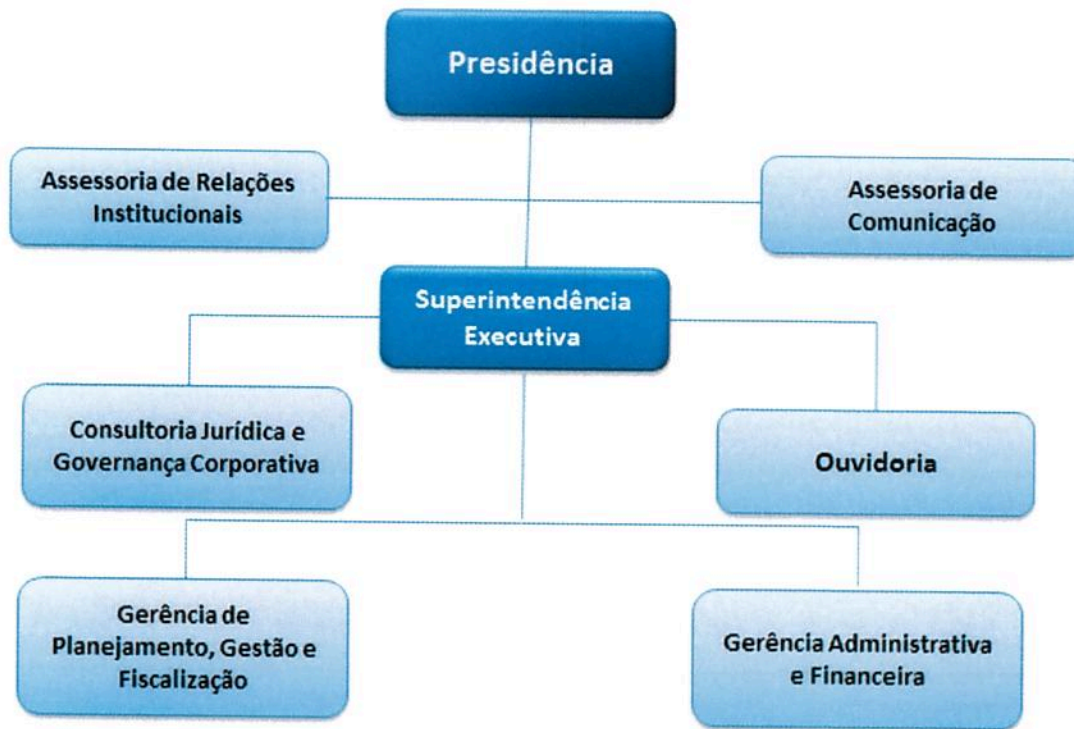 Presidência
Assessoria de Relações
Institucionais
Assessoria de
Comunicação
Superintendência
Executiva
Consultoria Jurídica e
Governança Corporativa
Ouvidoria
Gerência de
Planejamento, Gestão e
Fiscalização
Gerência Administrativa
e Financeira